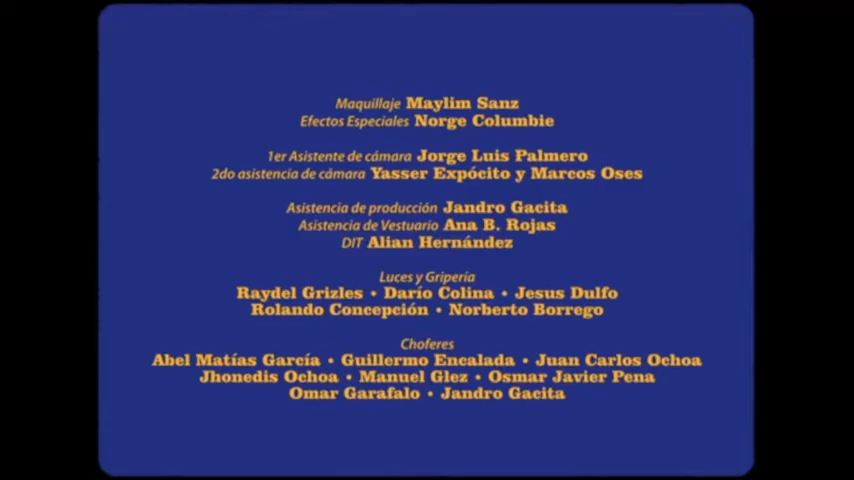 Maquillaje Maylim Sanz
Efectos Especiales Norge Columbie
1er Asistente de cámara Jorge Luis Palmero
2do asistencia de cámara Yasser Expócito y Marcos Oses
Asistencia de producción Jandro Gacita
Asistencia de Vestuario Ana B. Rojas
DIT Alian Hernández
Luces y Gripería
Raydel Grizles • Darío Colina • Jesus Dulfo
Rolando Concepción • Norberto Borrego
Choferes
Abel Matías García • Guillermo Encalada • Juan Carlos Ochoa
Jhonedis Ochoa • Manuel Glez • Osmar Javier Pena
Omar Garafalo • Jandro Gacita